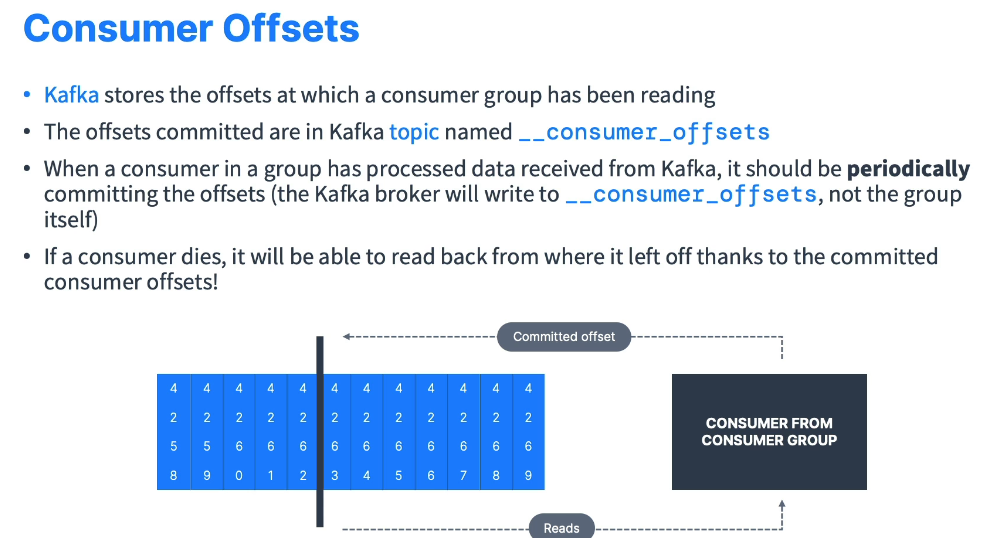 Consumer Offsets
• Kafka stores the offsets at which a consumer group has been reading
• The offsets committed are in Kafka topic named __consumer_offsets
• When a consumer in a group has processed data received from Kafka, it should be periodically
committing the offsets (the Kafka broker will write to __consumer_offsets, not the group
itself)
• If a consumer dies, it will be able to read back from where it left off thanks to the committed
consumer offsets!
Committed offset
4 4 4 4 4 4 4 4 4 4 4 4
2 2 2 2 2 2 2 2 2 2 2 2
5 5 6 6 6 6 6 6 6 6 6 6
8 9 0 1 2 3 4 5 6 7 8 9
CONSUMER FROM
CONSUMER GROUP
Reads